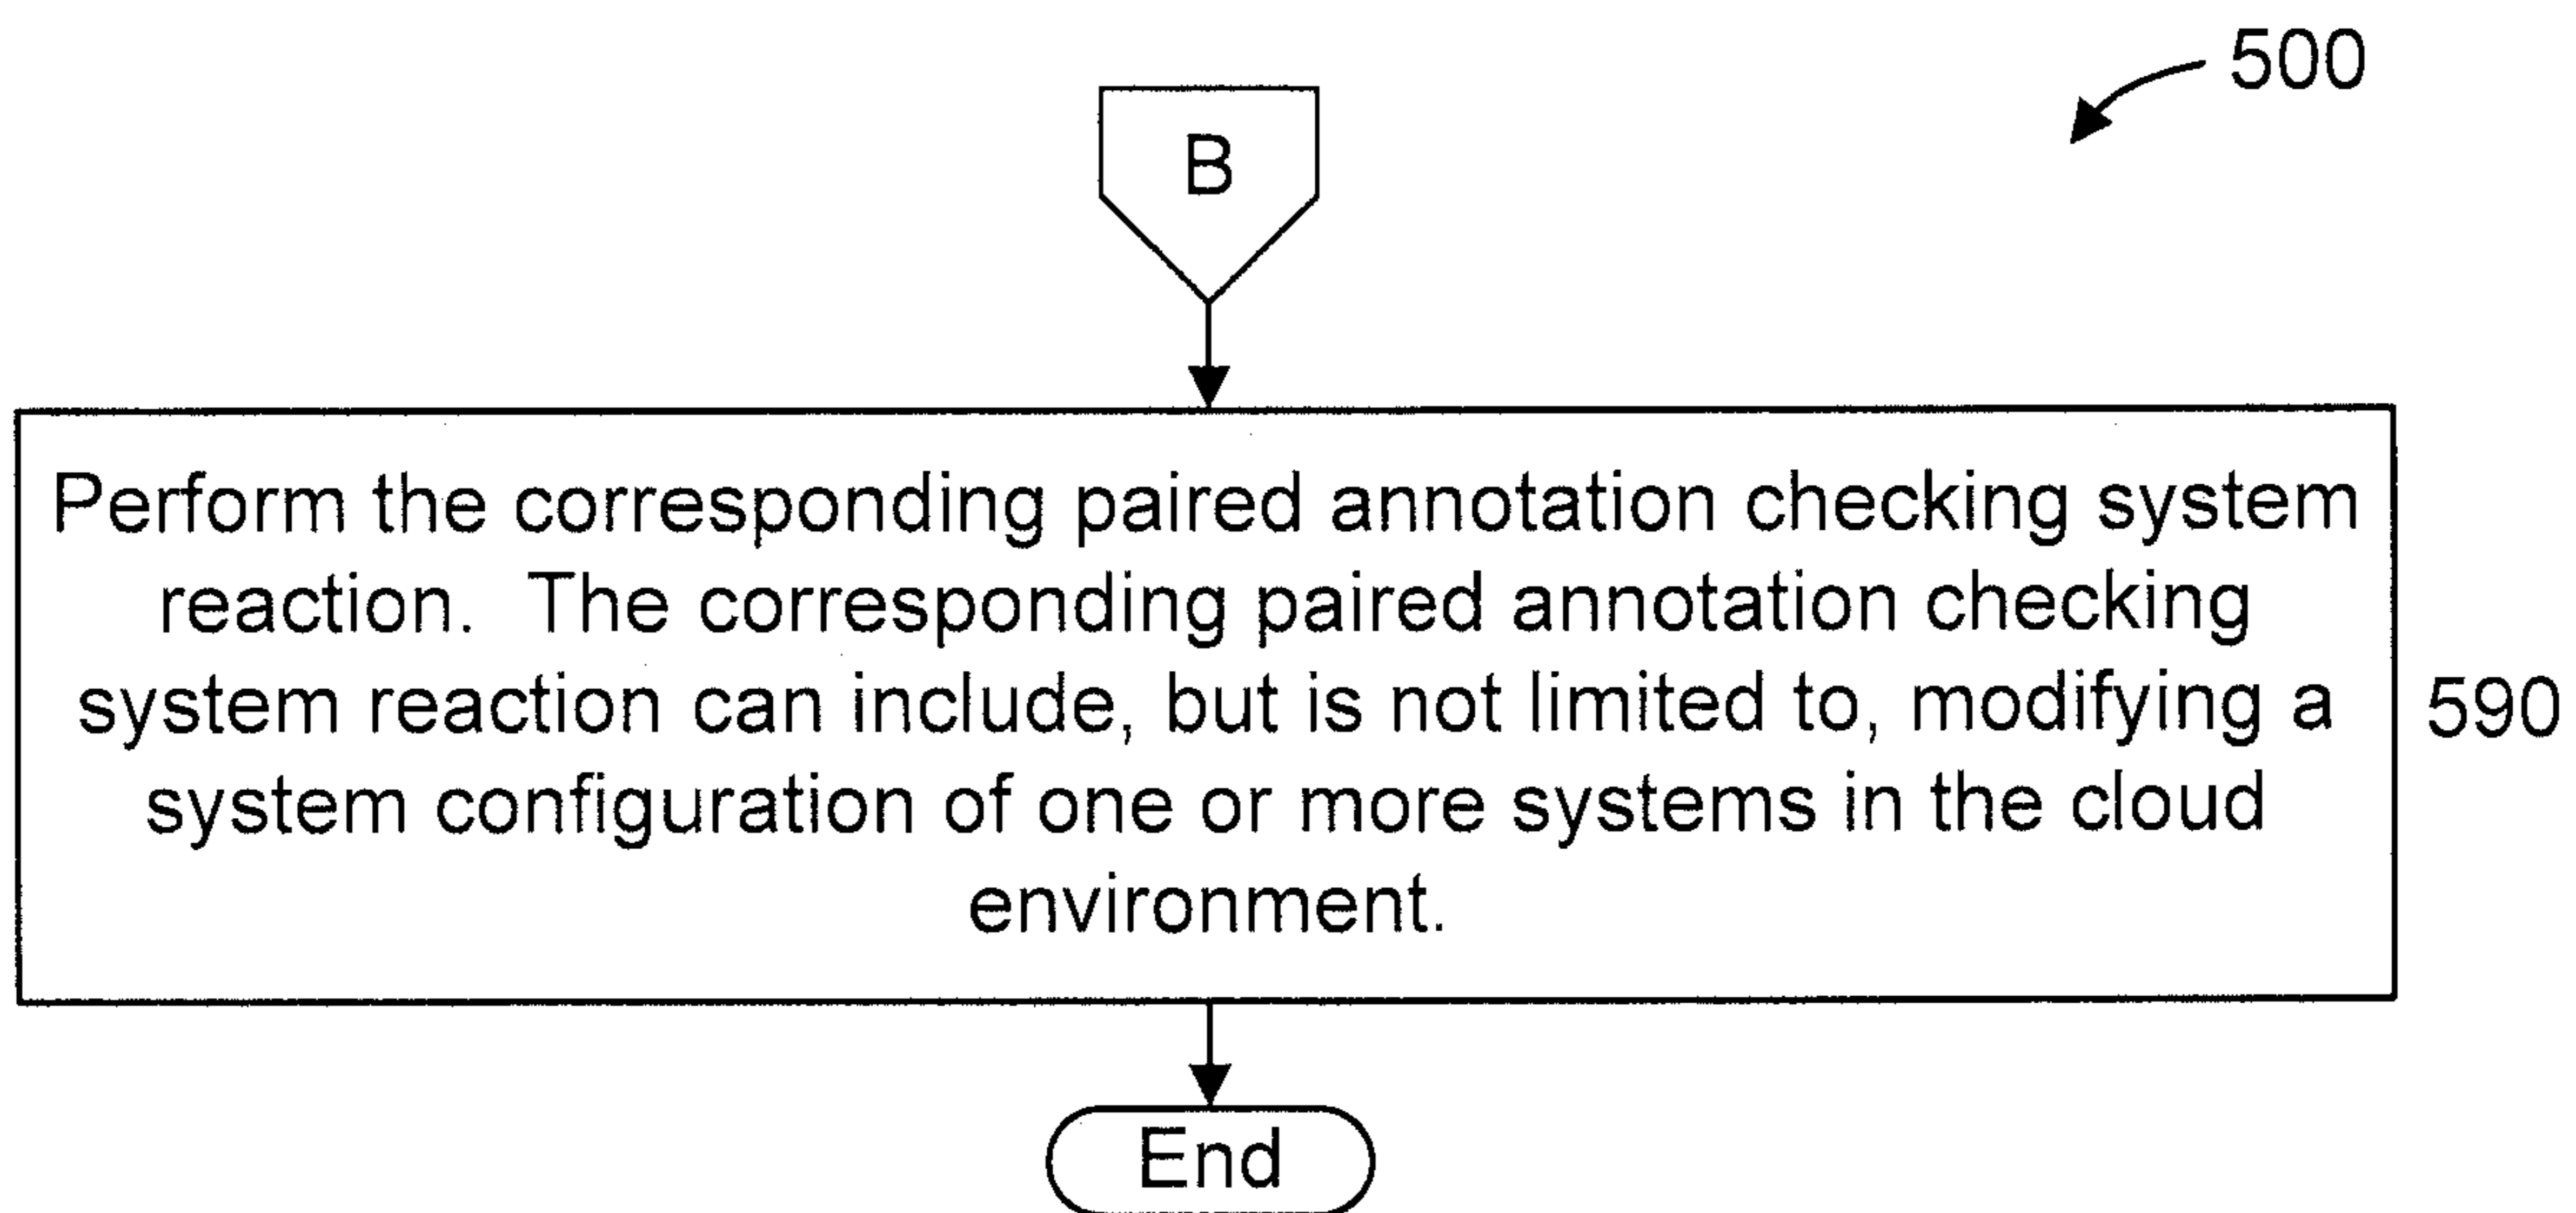 500
B
Perform the corresponding paired annotation checking system
reaction.  The corresponding paired annotation checking
system reaction can include, but is not limited to, modifying a
system configuration of one or more systems in the cloud
environment.
590
End